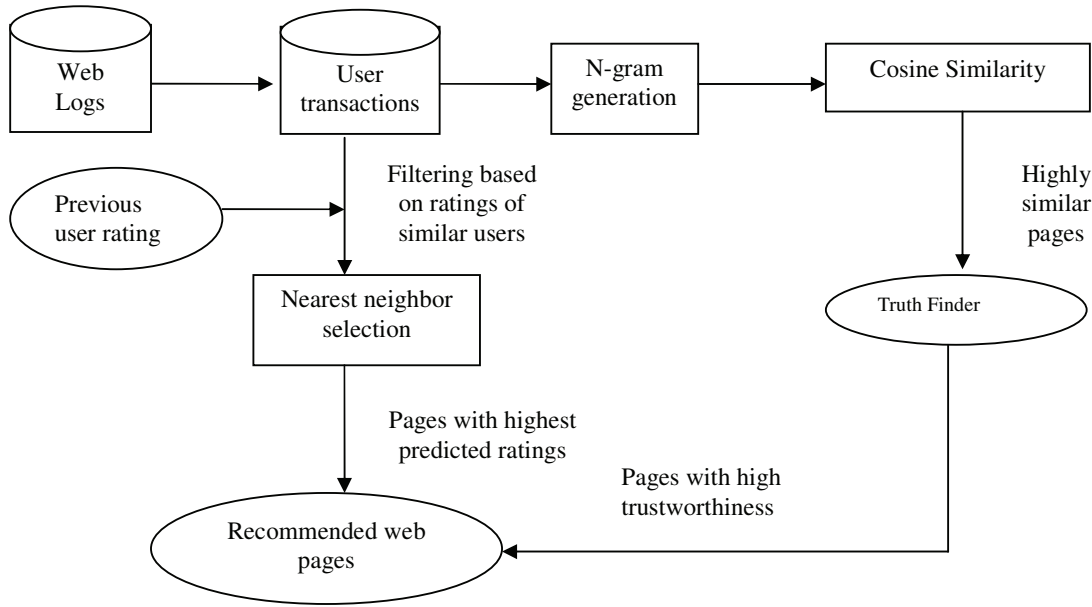 Web
Logs
User
transactions
N-gram
generation
Cosine Similarity
Previous
user rating
Filtering based
on ratings of
similar users
Highly
similar
pages
Nearest neighbor
selection
Truth Finder
Pages with highest
predicted ratings
Pages with high
trustworthiness
Recommended web
pages